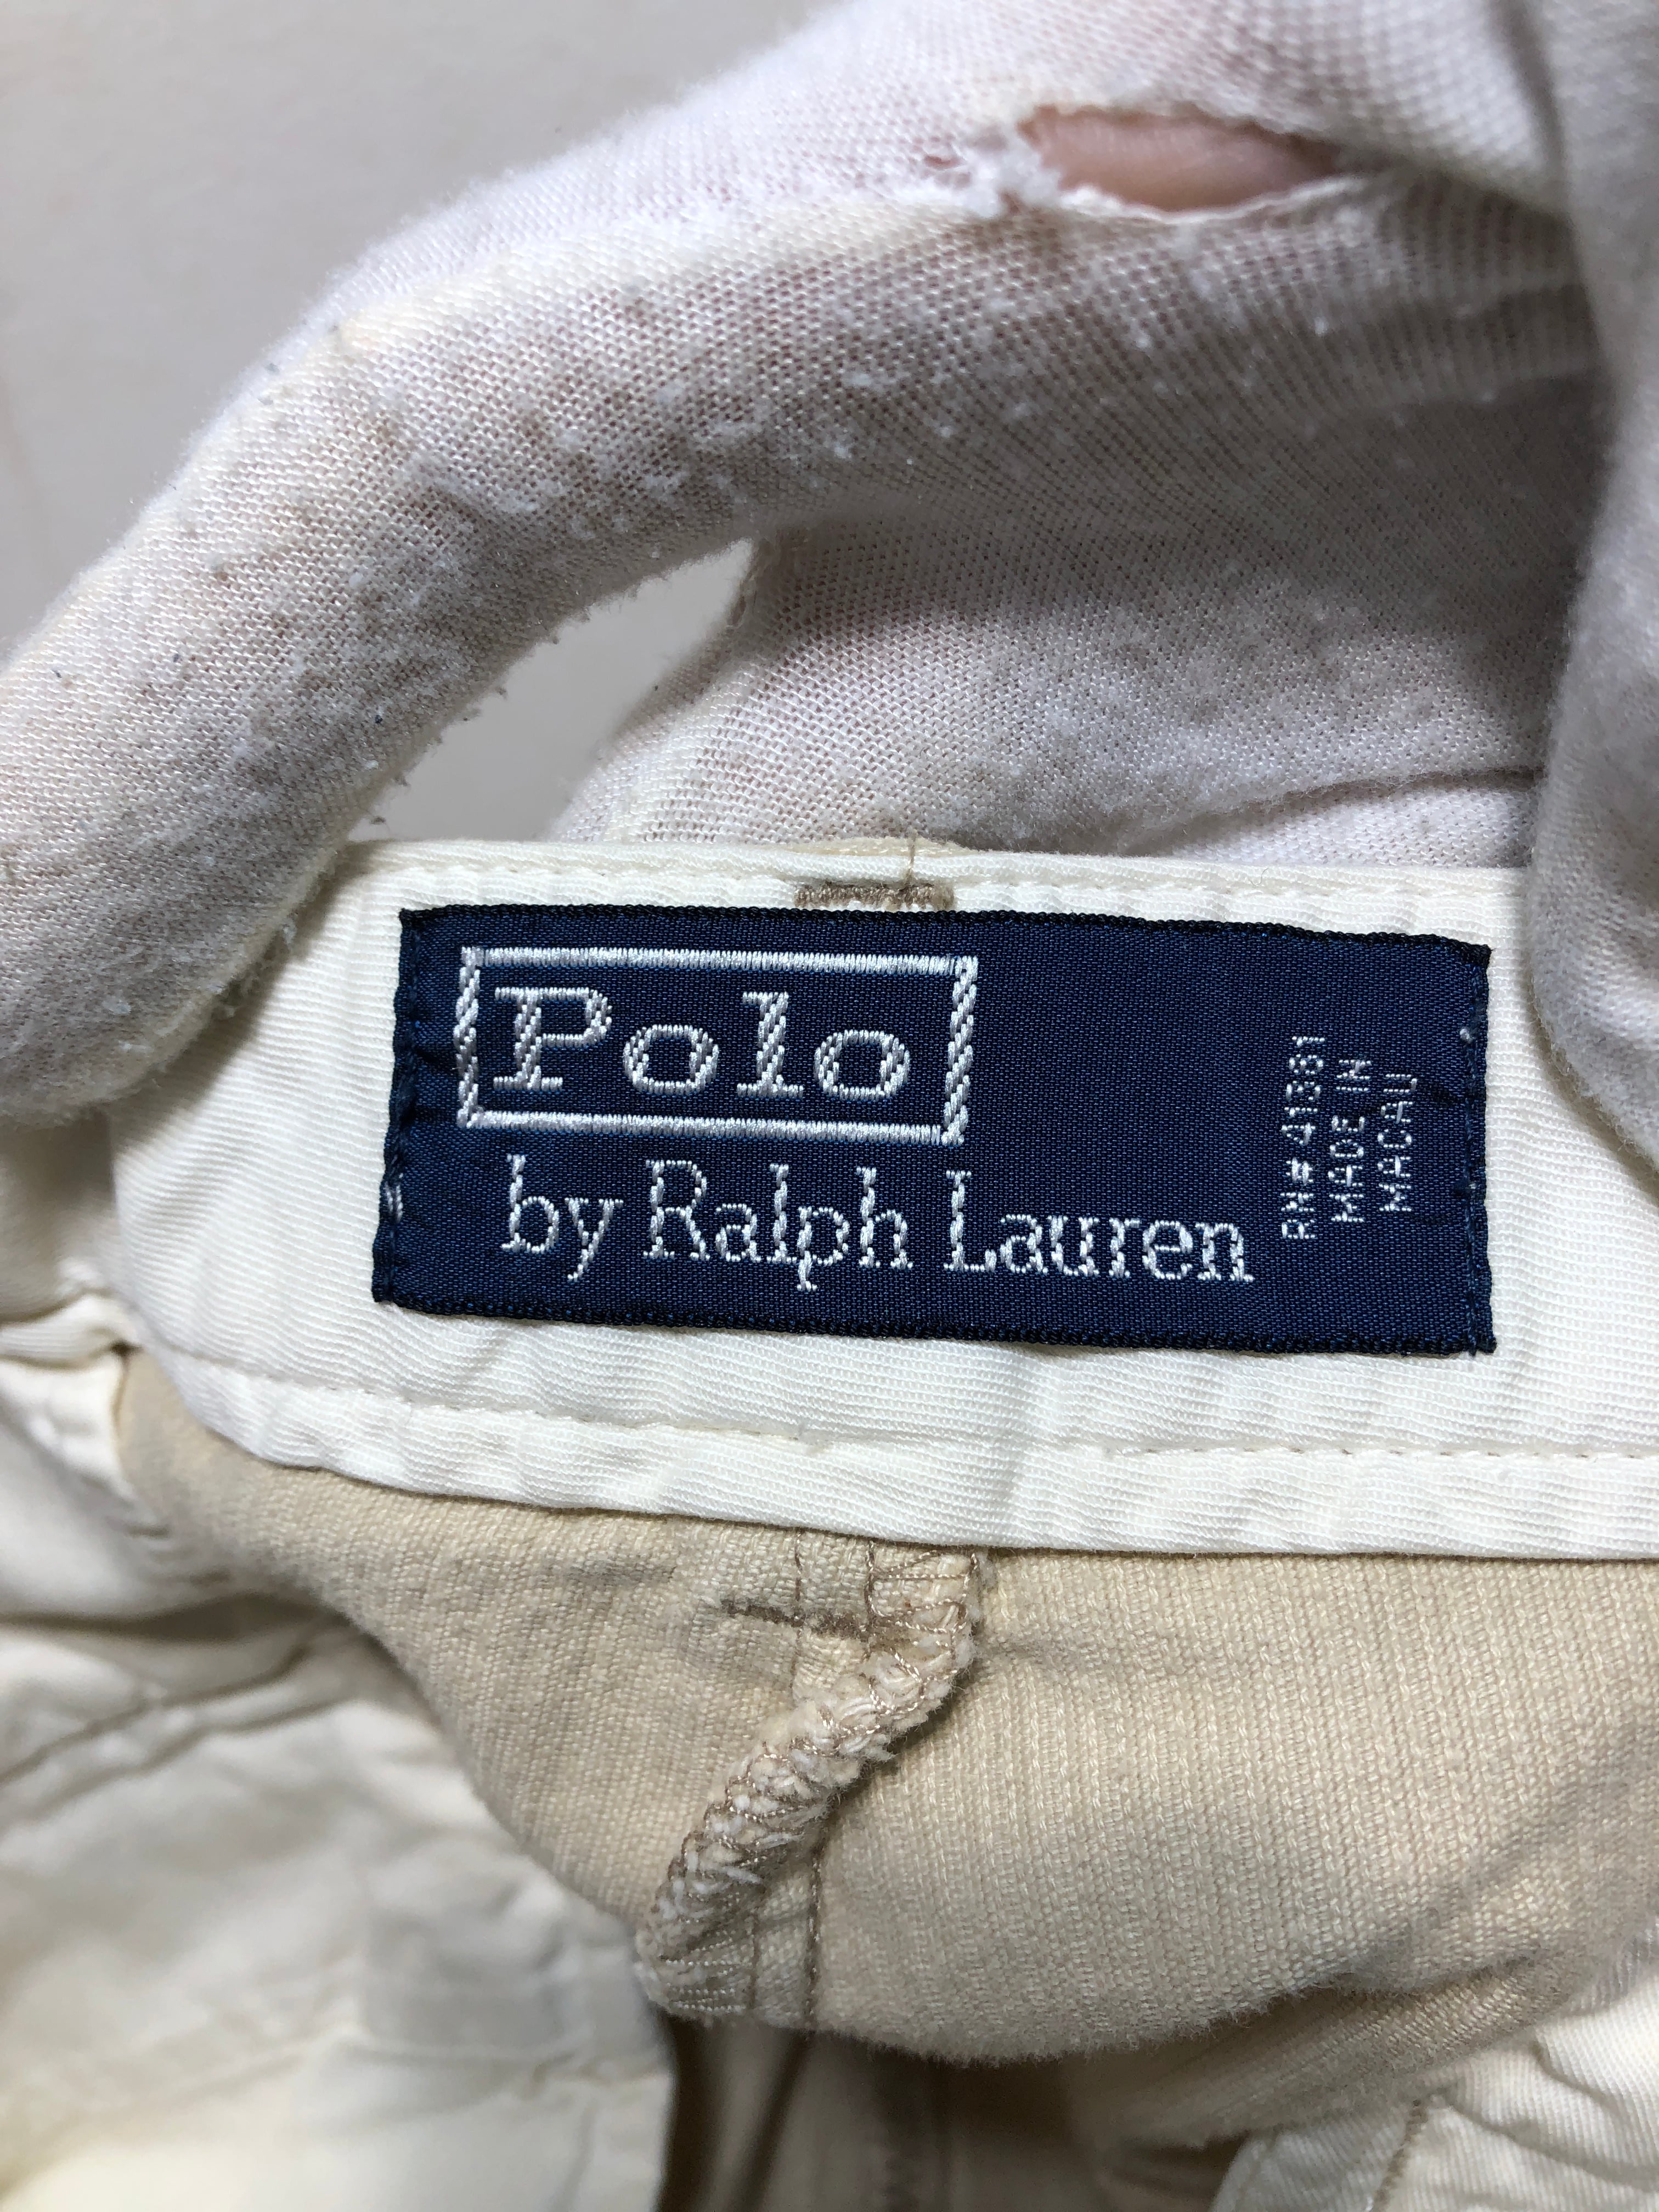 Polo
by Ralph Lauren
RN# 41381
MADE IN
MACAU